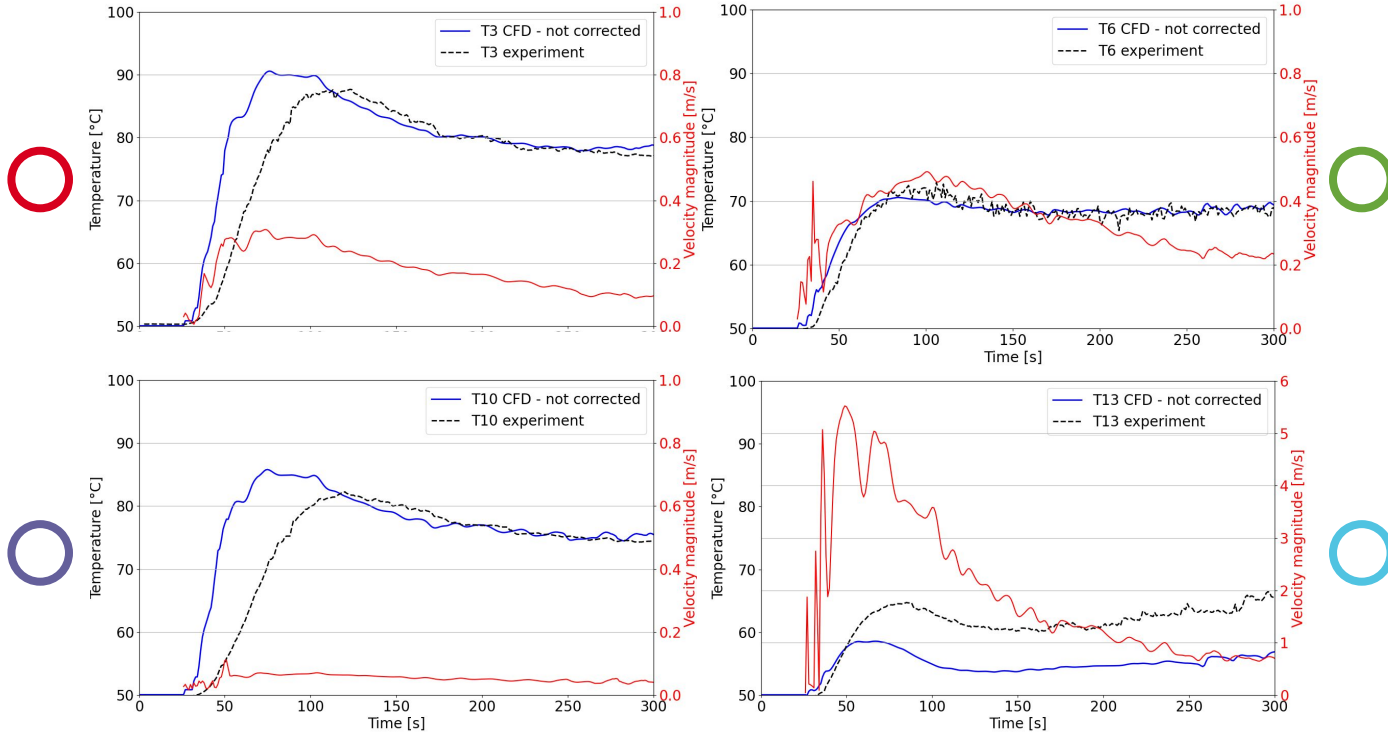 100
90
80
70
60
50
Temperature [°C]
T3 CFD - not corrected
T3 experiment
1.0
0.8
0.6
0.4
0.2
0.0
Velocity magnitude [m/s]
100
90
80
70
60
50
Temperature [°C]
T6 CFD - not corrected
T6 experiment
1.0
0.8
0.6
0.4
0.2
0.0
Velocity magnitude [m/s]
0 50 100 150 200 250 300
Time [s]
100
90
80
70
60
50
Temperature [°C]
T10 CFD - not corrected
T10 experiment
1.0
0.8
0.6
0.4
0.2
0.0
Velocity magnitude [m/s]
0 50 100 150 200 250 300
Time [s]
100
90
80
70
60
50
Temperature [°C]
T13 CFD - not corrected
T13 experiment
6
5
4
3
2
1
0
Velocity magnitude [m/s]
0 50 100 150 200 250 300
Time [s]